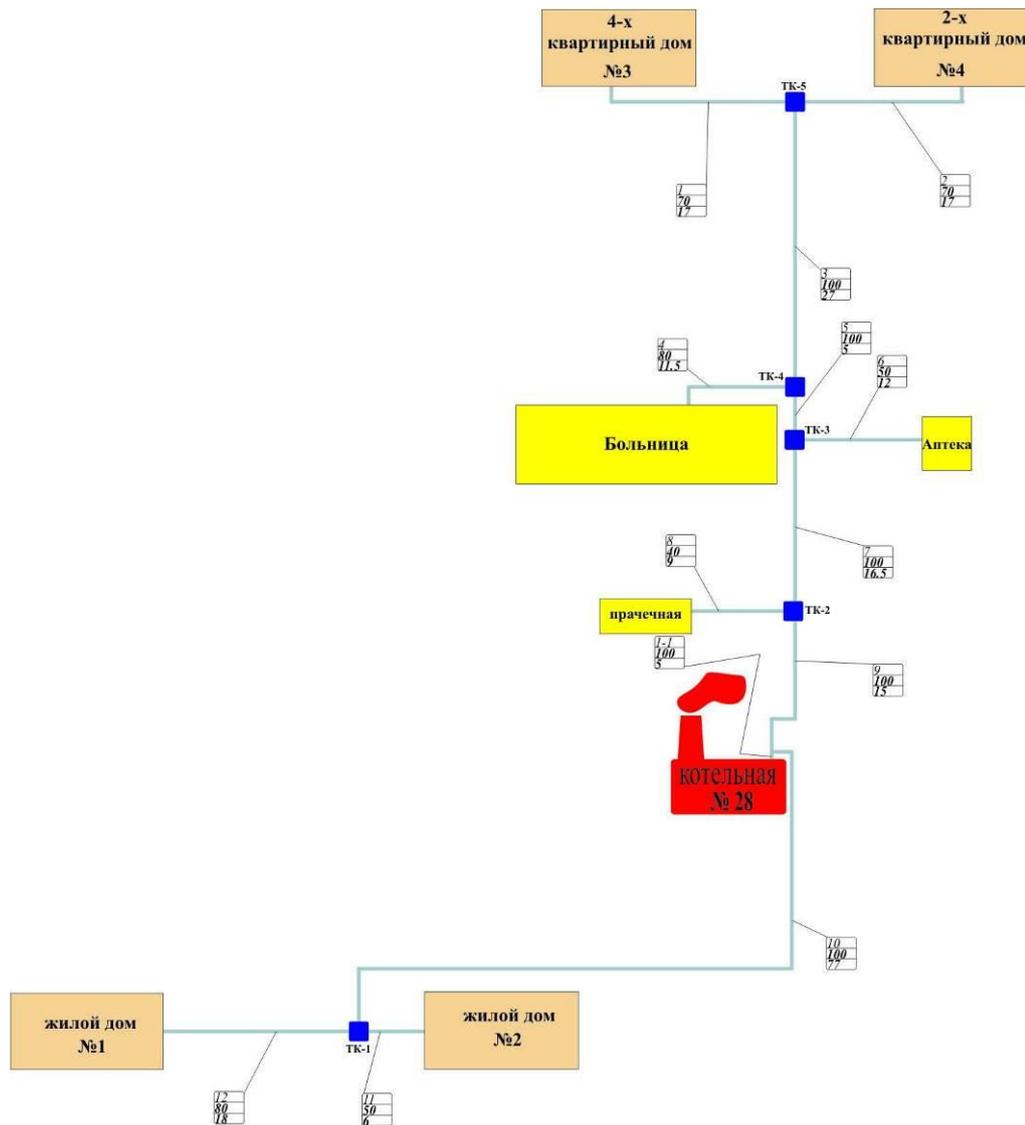 4-х
квартирный дом
№3
2-х
квартирный дом
№4
ТК-5
1
70
17
2
70
17
3
100
27
5
100
5
4
80
11.5
6
50
12
ТК-4
ТК-3
Больница
Аптека
8
40
9
7
100
16.5
прачечная
ТК-2
1-1
100
5
9
100
15
котельная
№ 28
10
100
77
жилой дом
№1
жилой дом
№2
ТК-1
12
80
18
11
50
6